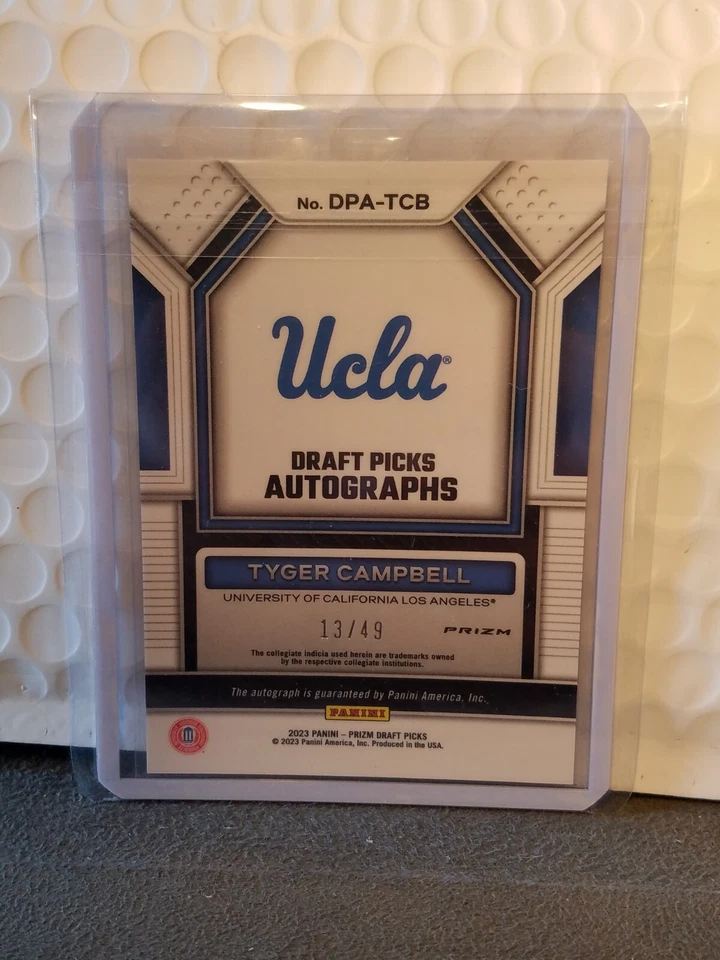 No. DPA-TCB
Ucla®
DRAFT PICKS
AUTOGRAPHS
TYGER CAMPBELL
UNIVERSITY OF CALIFORNIA LOS ANGELES®
13/49 PRIZM
The collegiate indicia used herein are trademarks owned
by the respective collegiate institutions.
The autograph is guaranteed by Panini America, Inc.
PANINI
2023 PANINI – PRIZM DRAFT PICKS
© 2023 Panini America, Inc. Produced in the USA.